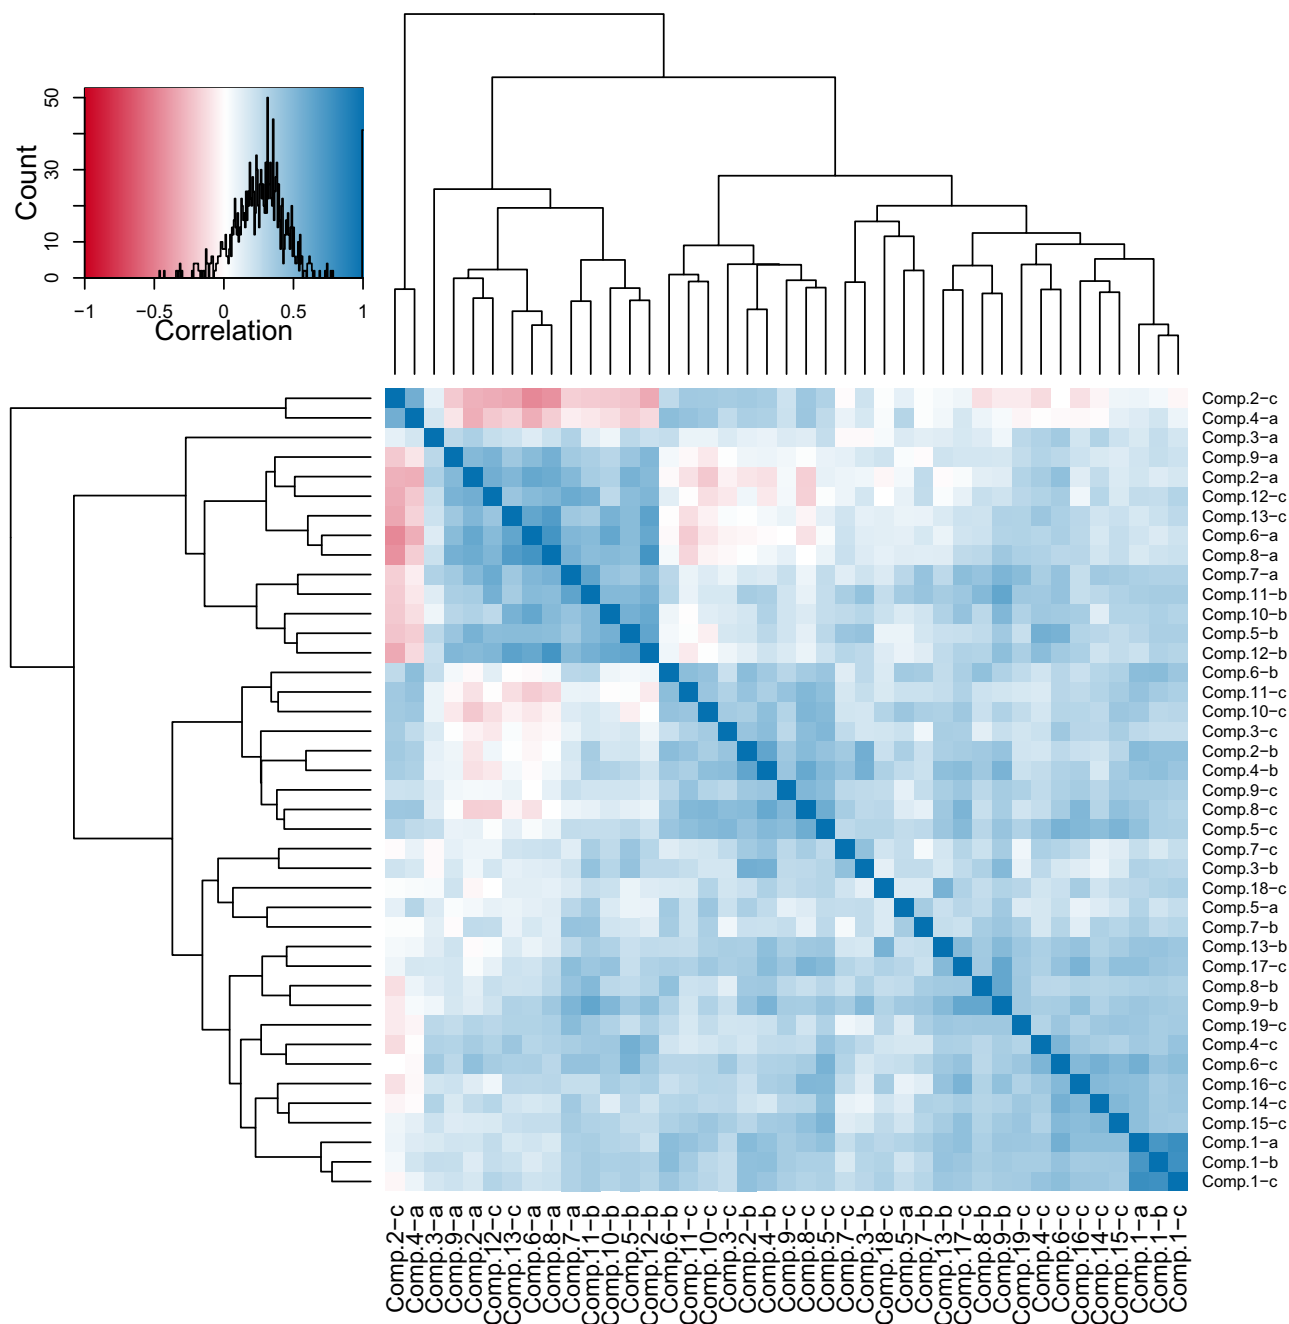 50
30
10
0
Count
−1
−0.5
0
0.5
1
Correlation
Comp.2−c
Comp.4−a
Comp.3−a
Comp.9−a
Comp.2−a
Comp.12−c
Comp.13−c
Comp.6−a
Comp.8−a
Comp.7−a
Comp.11−b
Comp.10−b
Comp.5−b
Comp.12−b
Comp.6−b
Comp.11−c
Comp.10−c
Comp.3−c
Comp.2−b
Comp.4−b
Comp.9−c
Comp.8−c
Comp.5−c
Comp.7−c
Comp.3−b
Comp.18−c
Comp.5−a
Comp.7−b
Comp.13−b
Comp.17−c
Comp.8−b
Comp.9−b
Comp.19−c
Comp.4−c
Comp.6−c
Comp.16−c
Comp.14−c
Comp.15−c
Comp.1−a
Comp.1−b
Comp.1−c
Comp.2−c
Comp.4−a
Comp.3−a
Comp.9−a
Comp.2−a
Comp.12−c
Comp.13−c
Comp.6−a
Comp.8−a
Comp.7−a
Comp.11−b
Comp.10−b
Comp.5−b
Comp.12−b
Comp.6−b
Comp.11−c
Comp.10−c
Comp.3−c
Comp.2−b
Comp.4−b
Comp.9−c
Comp.8−c
Comp.5−c
Comp.7−c
Comp.3−b
Comp.18−c
Comp.5−a
Comp.7−b
Comp.13−b
Comp.17−c
Comp.8−b
Comp.9−b
Comp.19−c
Comp.4−c
Comp.6−c
Comp.16−c
Comp.14−c
Comp.15−c
Comp.1−a
Comp.1−b
Comp.1−c